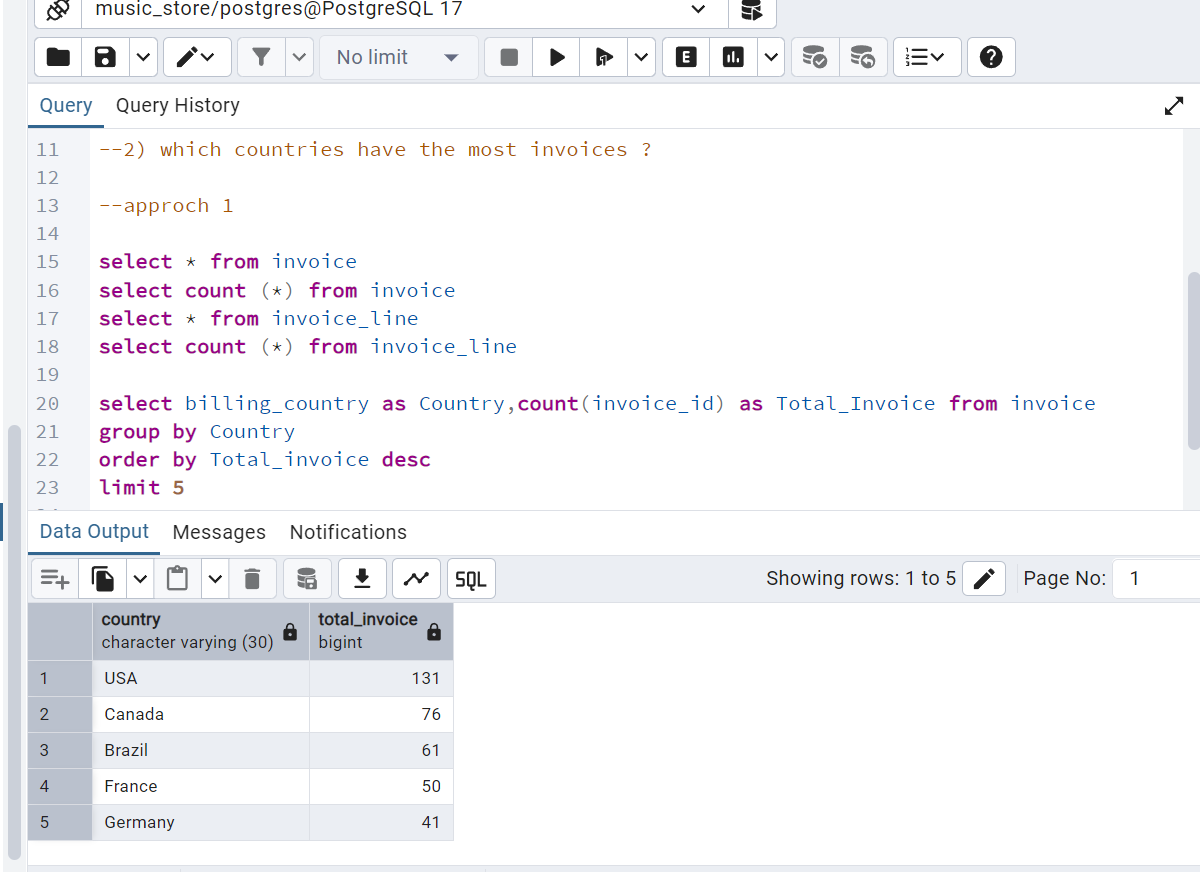 music_store/postgres@PostgreSQL 17
No limit
E
Query Query History
11 --2) which countries have the most invoices ?
12
13 --approch 1
14
15 select * from invoice
16 select count (*) from invoice
17 select * from invoice_line
18 select count (*) from invoice_line
19
20 select billing_country as Country,count(invoice_id) as Total_Invoice from invoice
21 group by Country
22 order by Total_invoice desc
23 limit 5
Data Output Messages Notifications
SQL Showing rows: 1 to 5 Page No: 1
country total_invoice
character varying (30) bigint
1 USA 131
2 Canada 76
3 Brazil 61
4 France 50
5 Germany 41